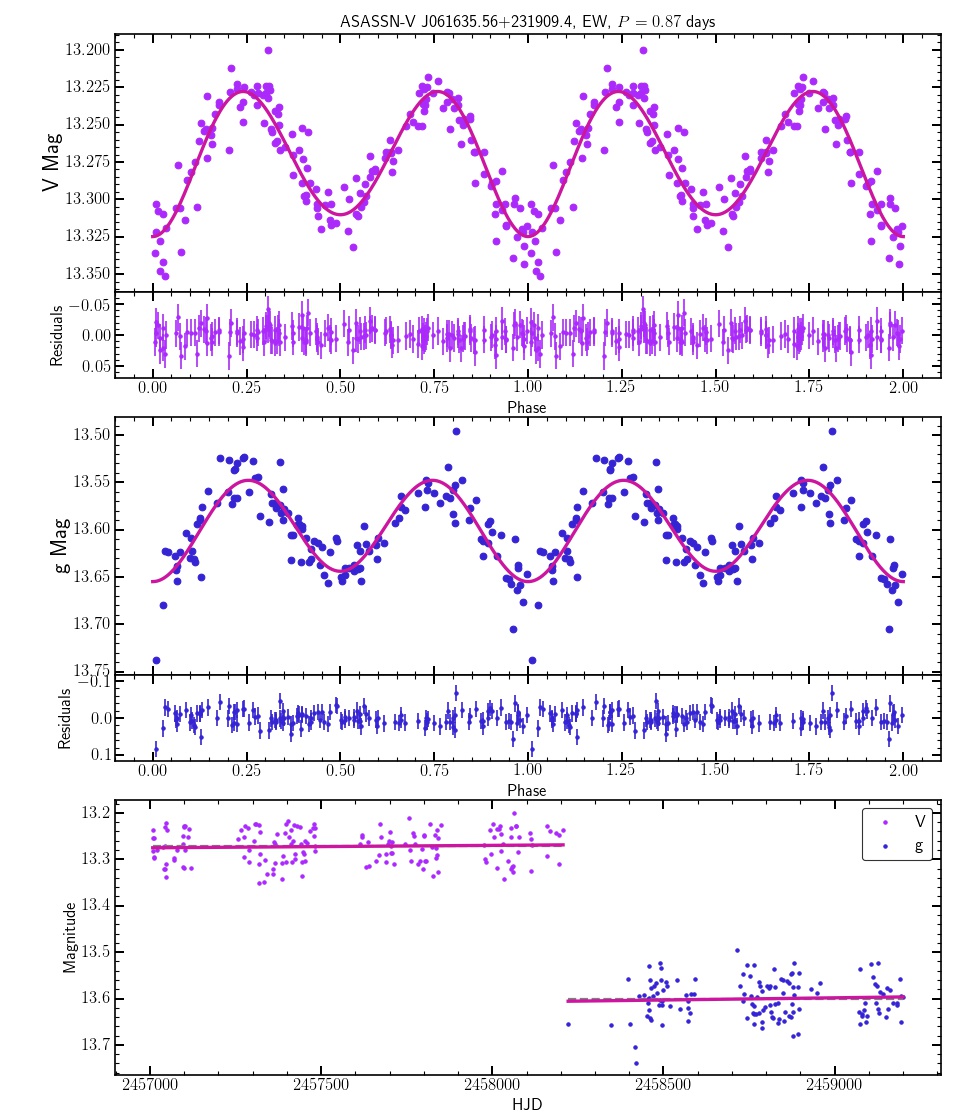 ASASSN-V J061635.56+231909.4, EW, P = 0.87 days
13.200
13.225
13.250
13.275
13.300
13.325
13.350
V Mag
−0.05
0.00
0.05
Residuals
0.00 0.25 0.50 0.75 1.00 1.25 1.50 1.75 2.00
Phase
13.50
13.55
13.60
13.65
13.70
13.75
g Mag
−0.1
0.0
0.1
Residuals
0.00 0.25 0.50 0.75 1.00 1.25 1.50 1.75 2.00
Phase
13.2
13.3
13.4
13.5
13.6
13.7
Magnitude
V
g
2457000 2457500 2458000 2458500 2459000
HJD